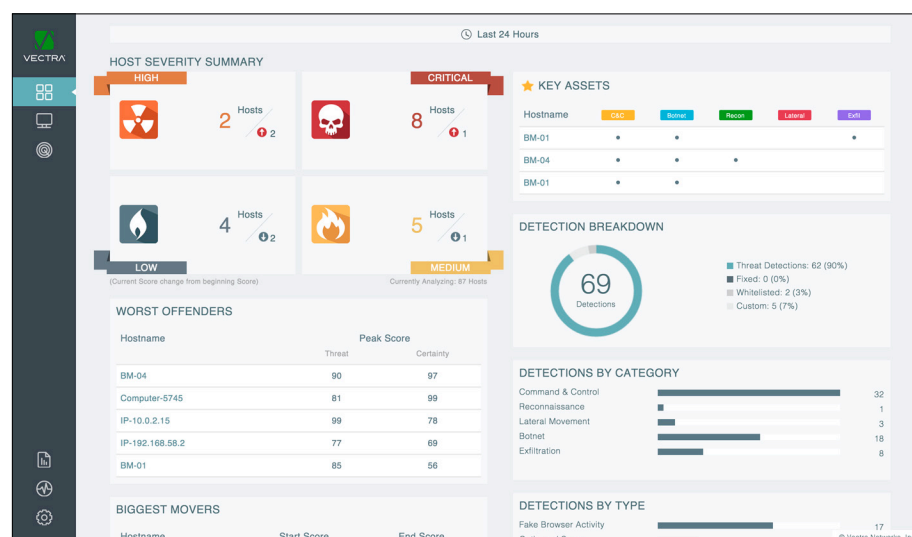 VECTRA
Last 24 Hours
HOST SEVERITY SUMMARY
HIGH
2 Hosts 2
CRITICAL
8 Hosts 1
4 Hosts 2
LOW
5 Hosts 1
MEDIUM
(Current Score change from beginning Score)
Currently Analyzing: 87 Hosts
WORST OFFENDERS
Hostname Peak Score
Threat Certainty
BM-04 90 97
Computer-5745 81 99
IP-10.0.2.15 99 78
IP-192.168.58.2 77 69
BM-01 85 56
BIGGEST MOVERS
Hostname Start Score End Score
KEY ASSETS
Hostname C&C Botnet Recon Lateral Exfil
BM-01
BM-04
BM-01
DETECTION BREAKDOWN
69
Detections
Threat Detections: 62 (90%)
Fixed: 0 (0%)
Whitelisted: 2 (3%)
Custom: 5 (7%)
DETECTIONS BY CATEGORY
Command & Control 32
Reconnaissance 1
Lateral Movement 3
Botnet 18
Exfiltration 8
DETECTIONS BY TYPE
Fake Browser Activity 17
© Vectra Networks, In